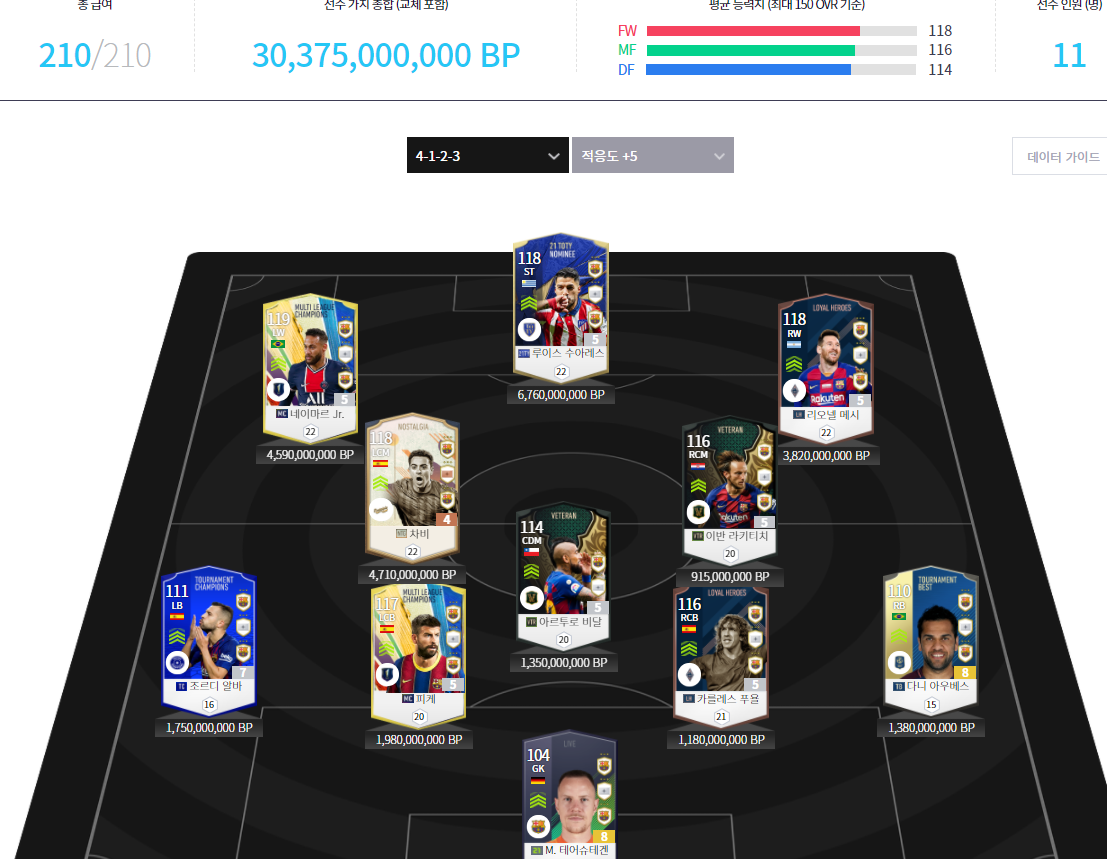 총 급여
선수 가치 총합 (교체 포함)
평균 능력치 (최대 150 OVR 기준)
선수 인원 (명)
210/210
30,375,000,000 BP
FW 118
MF 116
DF 114
11
4-1-2-3
적응도 +5
데이터 가이드
21 TOTY
NOMINEE
118
ST
5
루이스 수아레스
22
6,760,000,000 BP
MULTI LEAGUE
CHAMPIONS
119
LW
5
MC 네이마르 Jr.
22
4,590,000,000 BP
LOYAL HEROES
118
RW
Rakuten
5
LH 리오넬 메시
22
3,820,000,000 BP
NOSTALGIA
118
LCM
4
차비
22
4,710,000,000 BP
VETERAN
116
RCM
Rakuten
5
VTR 이반 라키티치
20
915,000,000 BP
VETERAN
114
CDM
5
VTR 아르투로 비달
20
1,350,000,000 BP
TOURNAMENT
CHAMPIONS
111
LB
7
TC 조르디 알바
16
1,750,000,000 BP
MULTI LEAGUE
CHAMPIONS
117
LCB
5
MC 피케
20
1,980,000,000 BP
LOYAL HEROES
116
RCB
5
LH 카를레스 푸욜
21
1,180,000,000 BP
TOURNAMENT
BEST
110
RB
8
TB 다니 아우베스
15
1,380,000,000 BP
LIVE
104
GK
8
21 M. 테어슈테겐